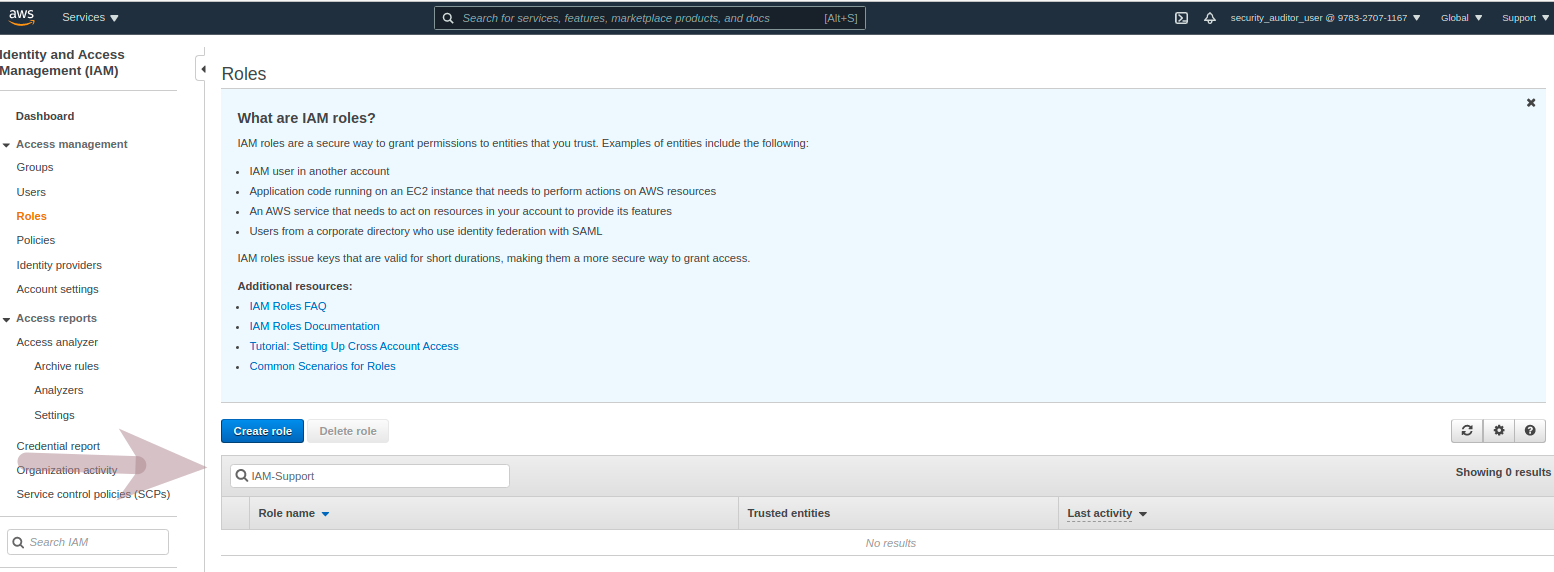 aws
Services
Search for services, features, marketplace products, and docs
[Alt+S]
security_auditor_user @ 9783-2707-1167
Global
Support
Identity and Access
Management (IAM)
Dashboard
Access management
Groups
Users
Roles
Policies
Identity providers
Account settings
Access reports
Access analyzer
Archive rules
Analyzers
Settings
Credential report
Organization activity
Service control policies (SCPs)
Search IAM
Roles
What are IAM roles?
IAM roles are a secure way to grant permissions to entities that you trust. Examples of entities include the following:
IAM user in another account
Application code running on an EC2 instance that needs to perform actions on AWS resources
An AWS service that needs to act on resources in your account to provide its features
Users from a corporate directory who use identity federation with SAML
IAM roles issue keys that are valid for short durations, making them a more secure way to grant access.
Additional resources:
IAM Roles FAQ
IAM Roles Documentation
Tutorial: Setting Up Cross Account Access
Common Scenarios for Roles
Create role
Delete role
IAM-Support
Showing 0 results
Role name
Trusted entities
Last activity
No results